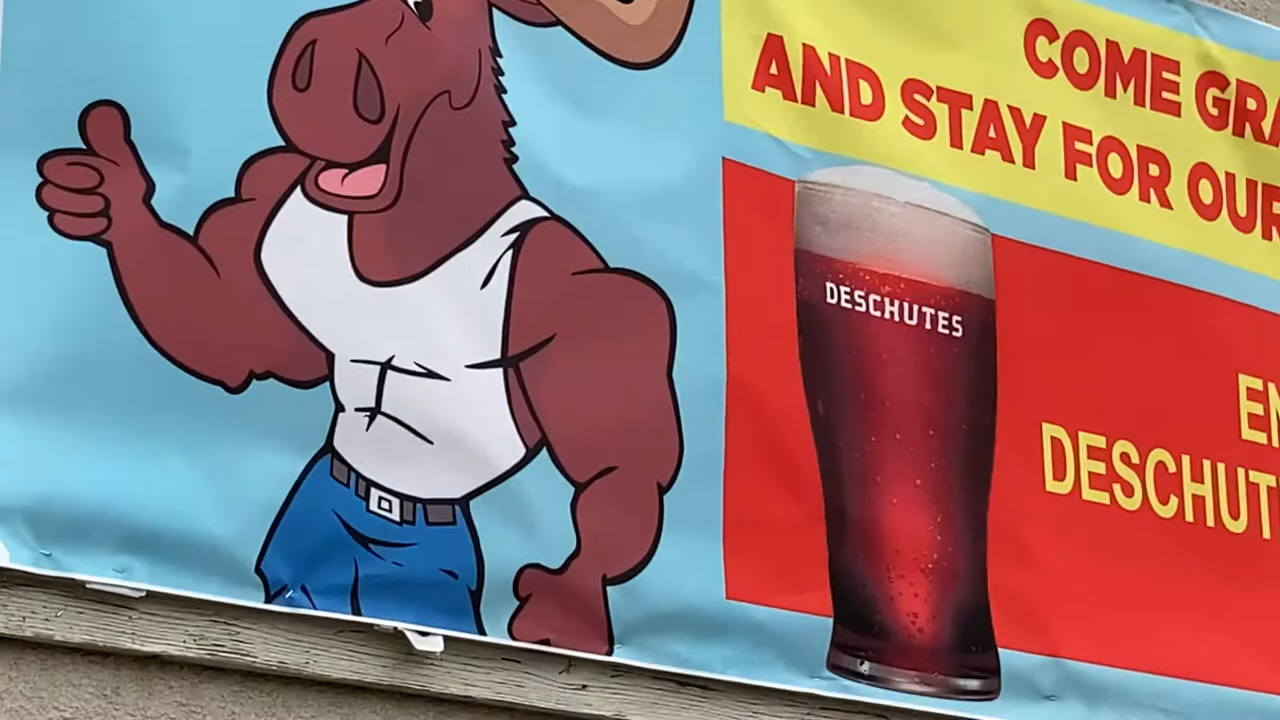 COME GRA
AND STAY FOR OUR
DESCHUTES
EN
DESCHUT